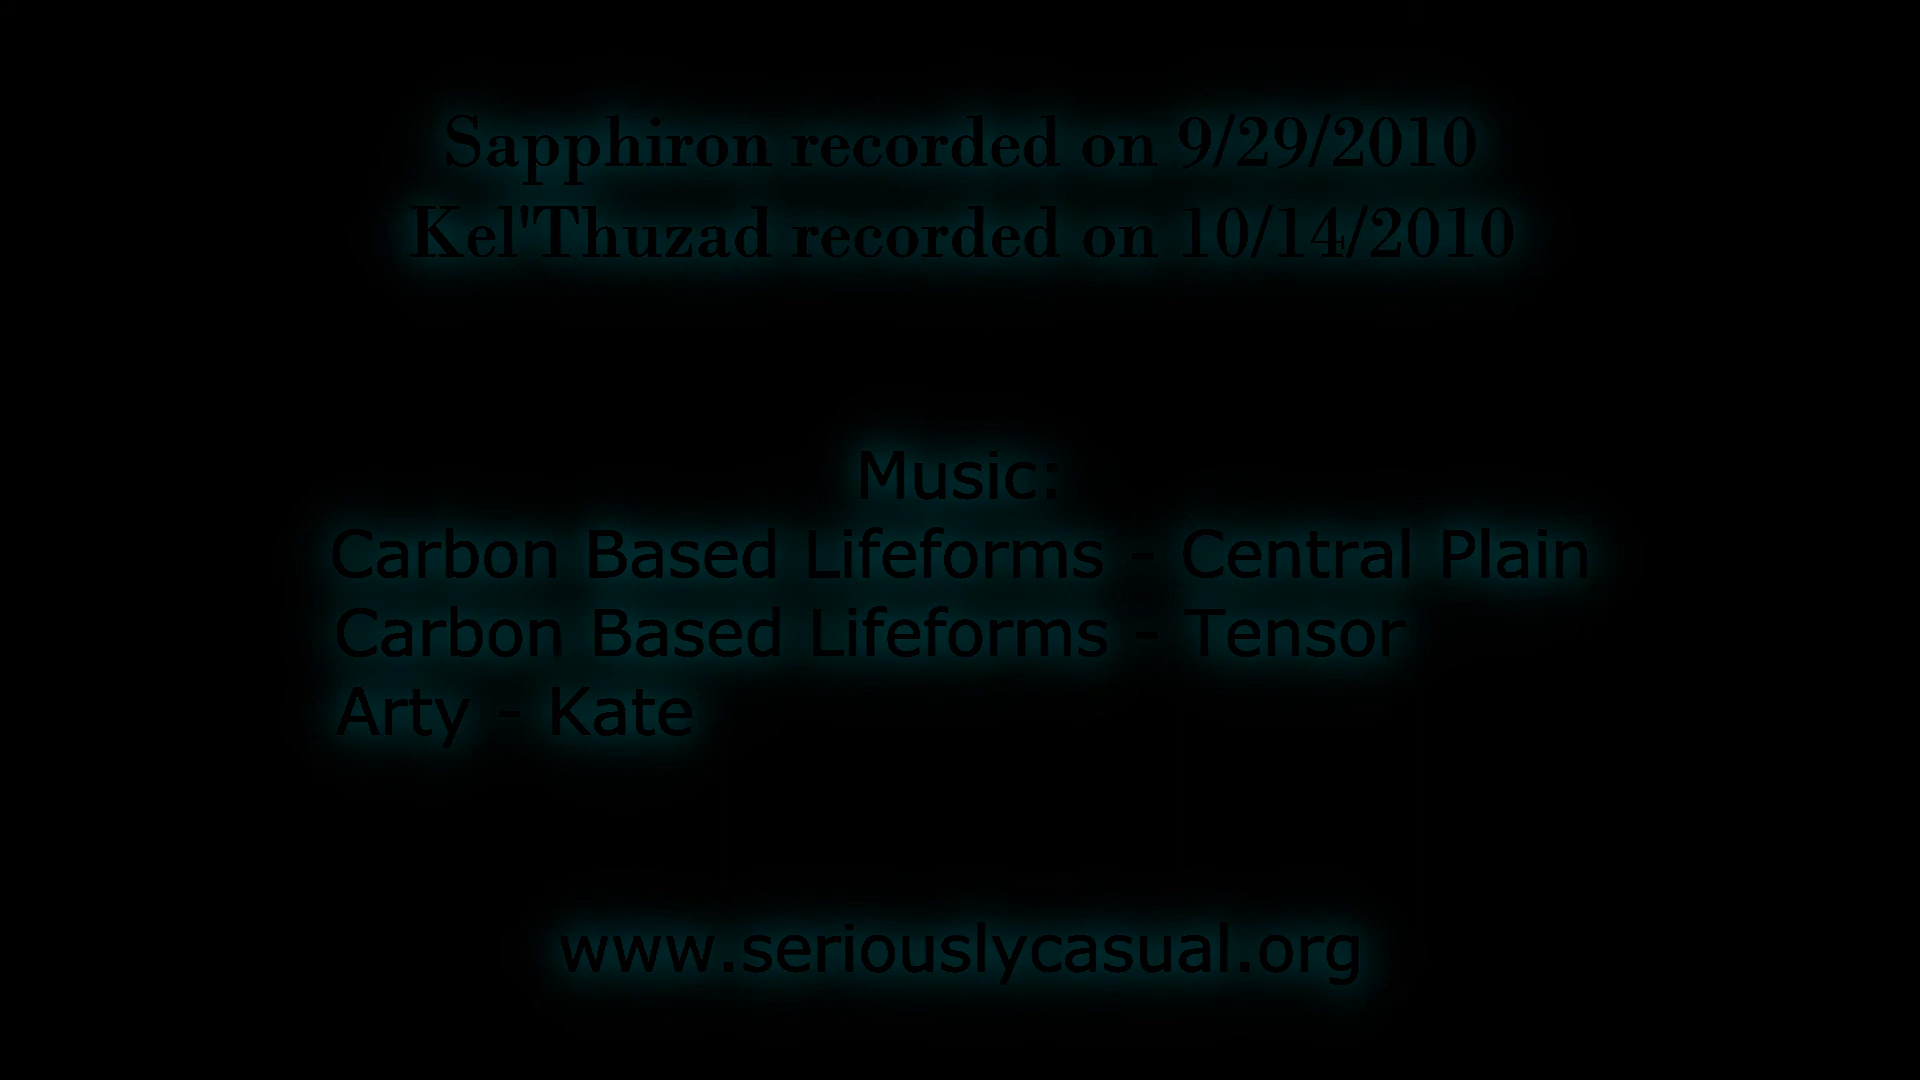 Sapphiron recorded on 9/29/2010
Kel'Thuzad recorded on 10/14/2010
Music:
Carbon Based Lifeforms - Central Plain
Carbon Based Lifeforms - Tensor
Arty - Kate
www.seriouslycasual.org